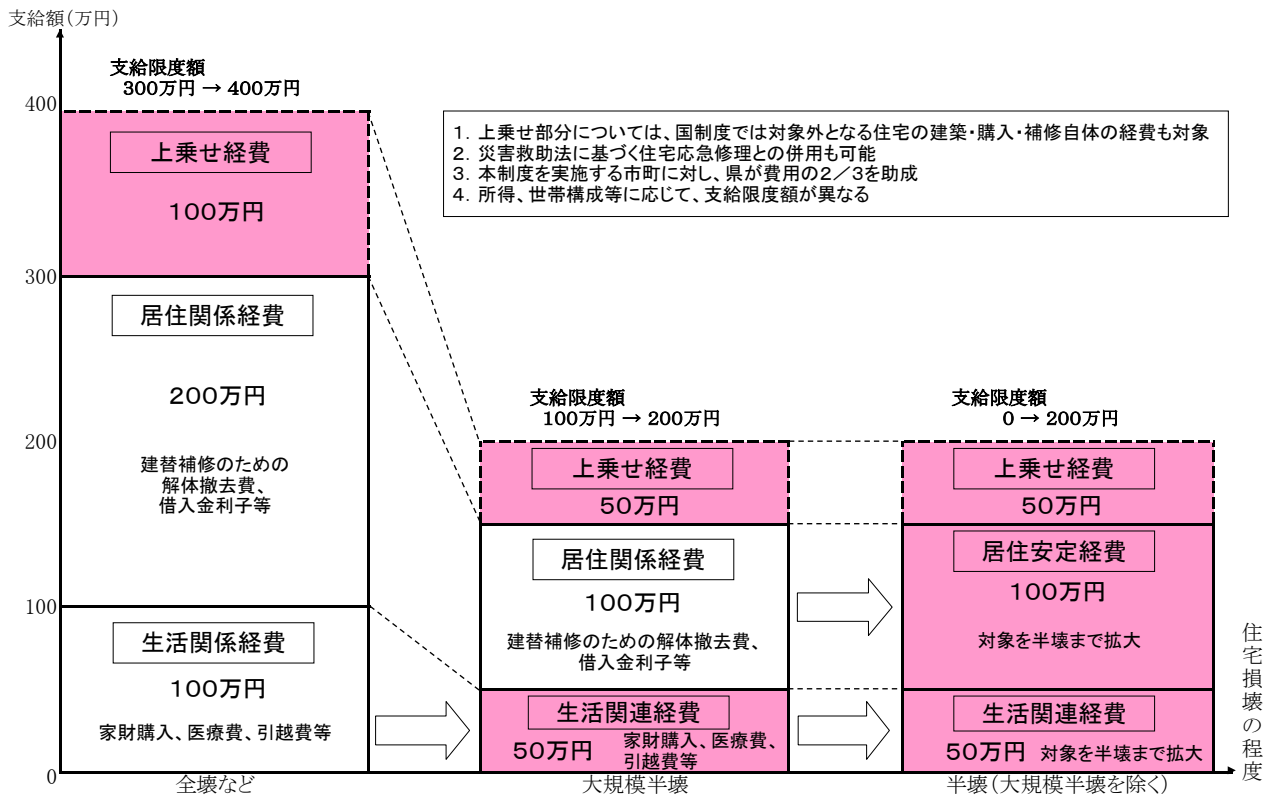 支給額(万円)
支給限度額
300万円 → 400万円
400
300
200
100
0
上乗せ経費
100万円
居住関係経費
200万円
建替補修のための
解体撤去費、
借入金利子等
生活関係経費
100万円
家財購入、医療費、引越費等
全壊など
1. 上乗せ部分については、国制度では対象外となる住宅の建築・購入・補修自体の経費も対象
2. 災害救助法に基づく住宅応急修理との併用も可能
3. 本制度を実施する市町に対し、県が費用の2/3を助成
4. 所得、世帯構成等に応じて、支給限度額が異なる
支給限度額
100万円 → 200万円
上乗せ経費
50万円
居住関係経費
100万円
建替補修のための解体撤去費、
借入金利子等
生活関連経費
50万円 家財購入、医療費、
引越費等
大規模半壊
支給限度額
0 → 200万円
上乗せ経費
50万円
居住安定経費
100万円
対象を半壊まで拡大
生活関連経費
50万円 対象を半壊まで拡大
半壊(大規模半壊を除く)
住宅損壊の程度